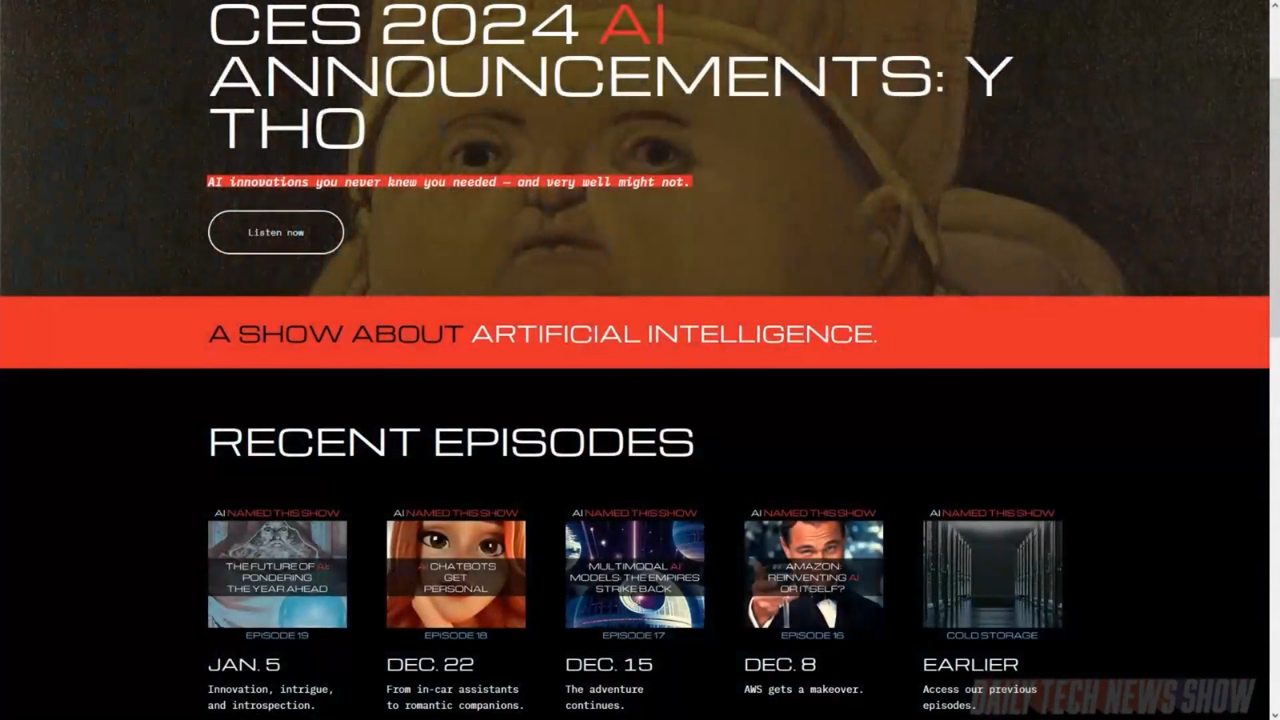 CES 2024 AI
ANNOUNCEMENTS: Y
THO
AI innovations you never knew you needed — and very well might not.
Listen now
A SHOW ABOUT ARTIFICIAL INTELLIGENCE.
RECENT EPISODES
AI NAMED THIS SHOW
THE FUTURE OF AI:
PONDERING
THE YEAR AHEAD
EPISODE 19
JAN. 5
Innovation, intrigue,
and introspection.
AI NAMED THIS SHOW
AI CHATBOTS
GET
PERSONAL
EPISODE 18
DEC. 22
From in-car assistants
to romantic companions.
AI NAMED THIS SHOW
MULTIMODAL AI
MODELS: THE EMPIRES
STRIKE BACK
EPISODE 17
DEC. 15
The adventure
continues.
AI NAMED THIS SHOW
AMAZON:
REINVENTING AI
OR ITSELF?
EPISODE 16
DEC. 8
AWS gets a makeover.
AI NAMED THIS SHOW
COLD STORAGE
EARLIER
Access our previous
episodes.
DAILY TECH NEWS SHOW